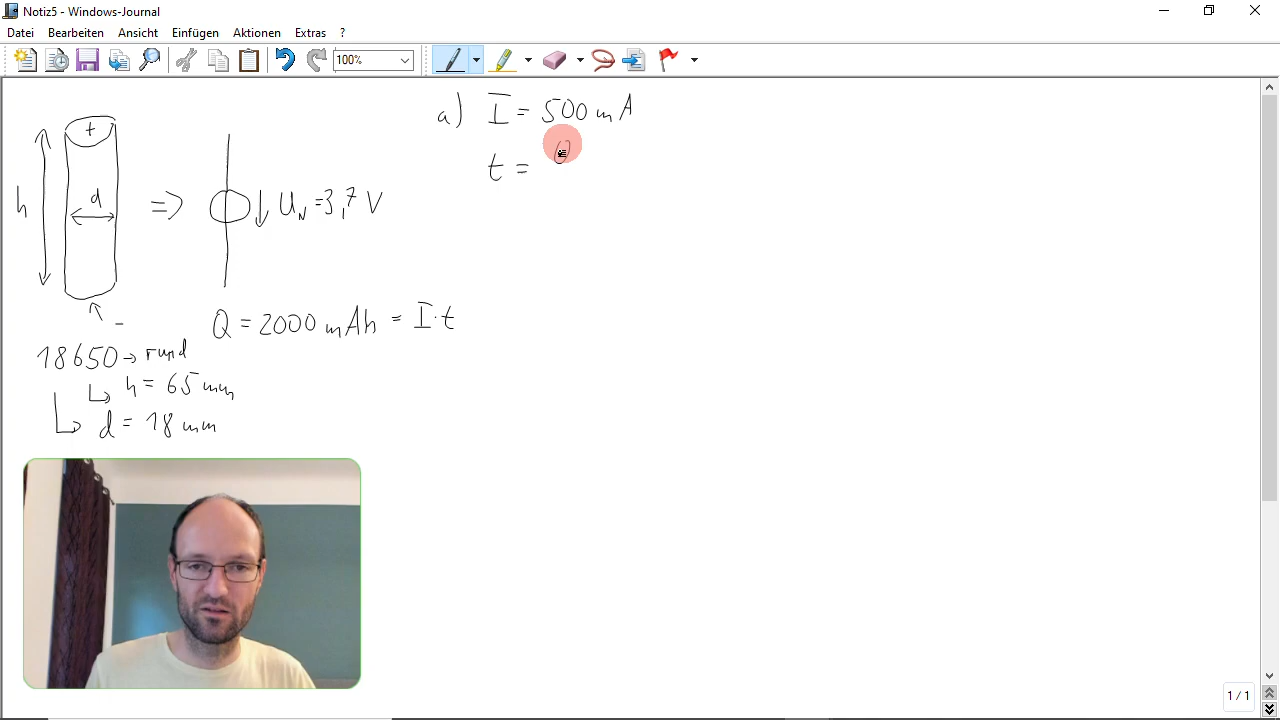 Notiz5 - Windows-Journal
Datei Bearbeiten Ansicht Einfügen Aktionen Extras ?
100%
a) I = 500 mA
t = Q
+
h
d
=> ↓ U_N = 3,7 V
Q = 2000 mAh = I · t
-
18650 → rund
↳ h = 65 mm
↳ d = 18 mm
1 / 1